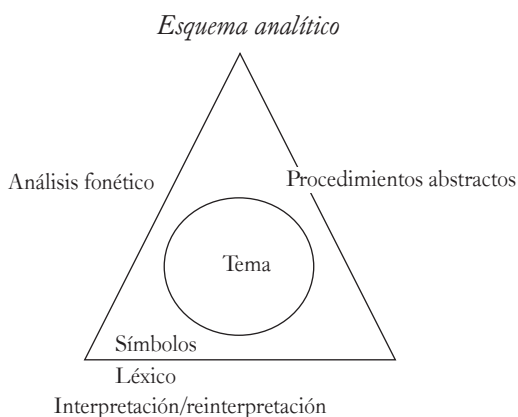 Esquema analítico
Análisis fonético
Procedimientos abstractos
Tema
Símbolos
Léxico
Interpretación/reinterpretación